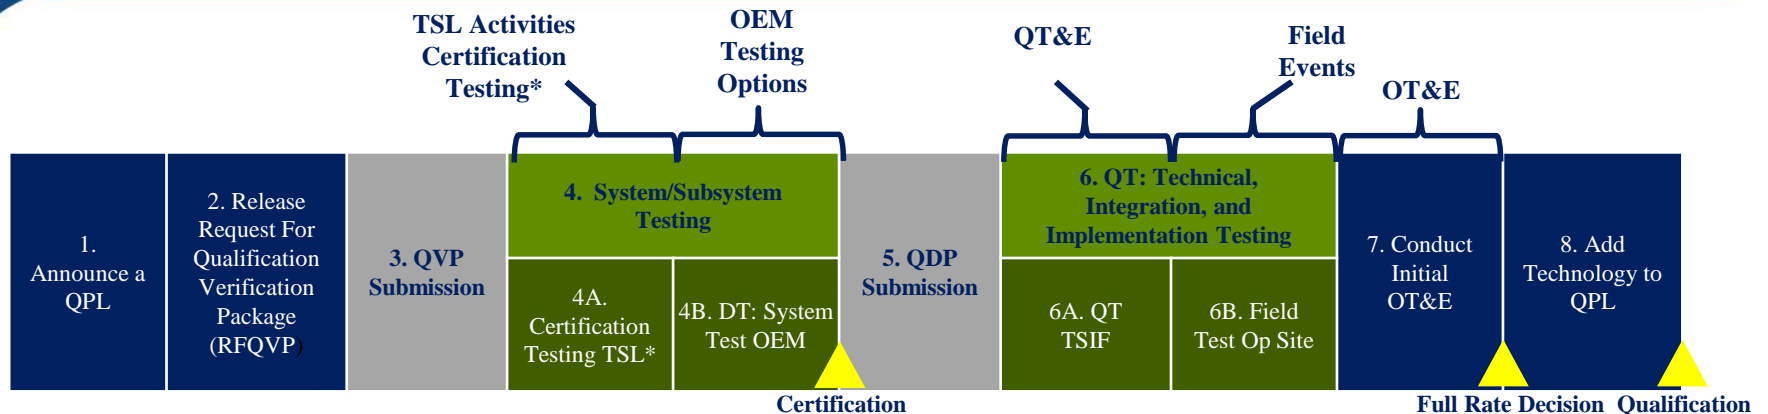 TSL Activities
Certification
Testing*
OEM
Testing
Options
QT&E
Field
Events
OT&E
1.
Announce a
QPL
2. Release
Request For
Qualification
Verification
Package
(RFQVP)
3. QVP
Submission
4. System/Subsystem
Testing
4A.
Certification
Testing TSL*
4B. DT: System
Test OEM
5. QDP
Submission
6. QT: Technical,
Integration, and
Implementation Testing
6A. QT
TSIF
6B. Field
Test Op Site
7. Conduct
Initial
OT&E
8. Add
Technology to
QPL
Certification
Full Rate Decision
Qualification